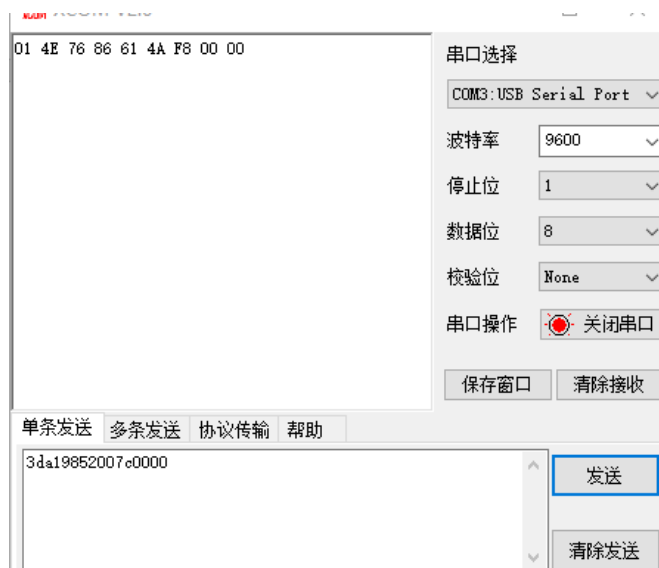 01 4E 76 86 61 4A F8 00 00
串口选择
COM3:USB Serial Port
波特率
9600
停止位
1
数据位
8
校验位
None
串口操作
关闭串口
保存窗口
清除接收
单条发送
多条发送
协议传输
帮助
3da19852007c0000
发送
清除发送